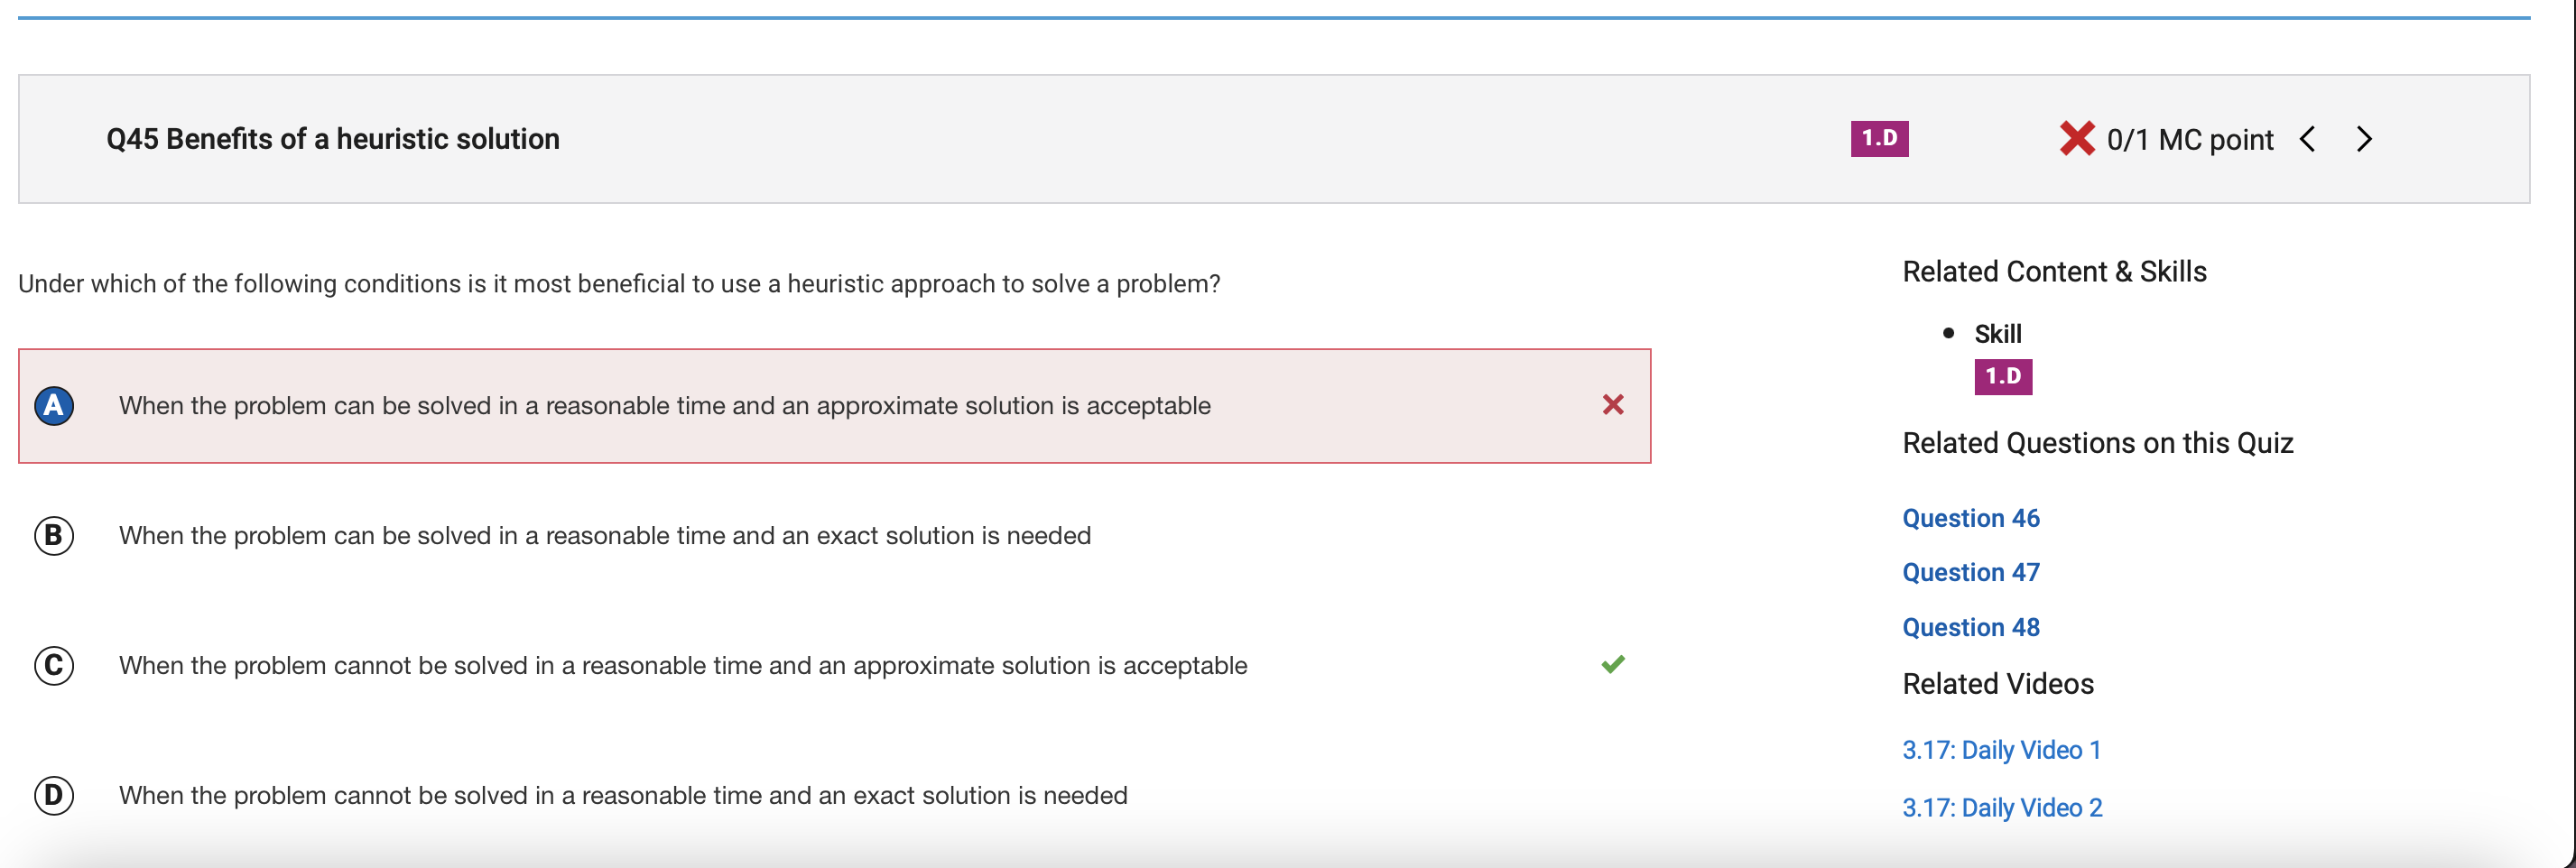 Q45 Benefits of a heuristic solution
1.D
0/1 MC point
Under which of the following conditions is it most beneficial to use a heuristic approach to solve a problem?
A When the problem can be solved in a reasonable time and an approximate solution is acceptable
B When the problem can be solved in a reasonable time and an exact solution is needed
C When the problem cannot be solved in a reasonable time and an approximate solution is acceptable
D When the problem cannot be solved in a reasonable time and an exact solution is needed
Related Content & Skills
Skill
1.D
Related Questions on this Quiz
Question 46
Question 47
Question 48
Related Videos
3.17: Daily Video 1
3.17: Daily Video 2